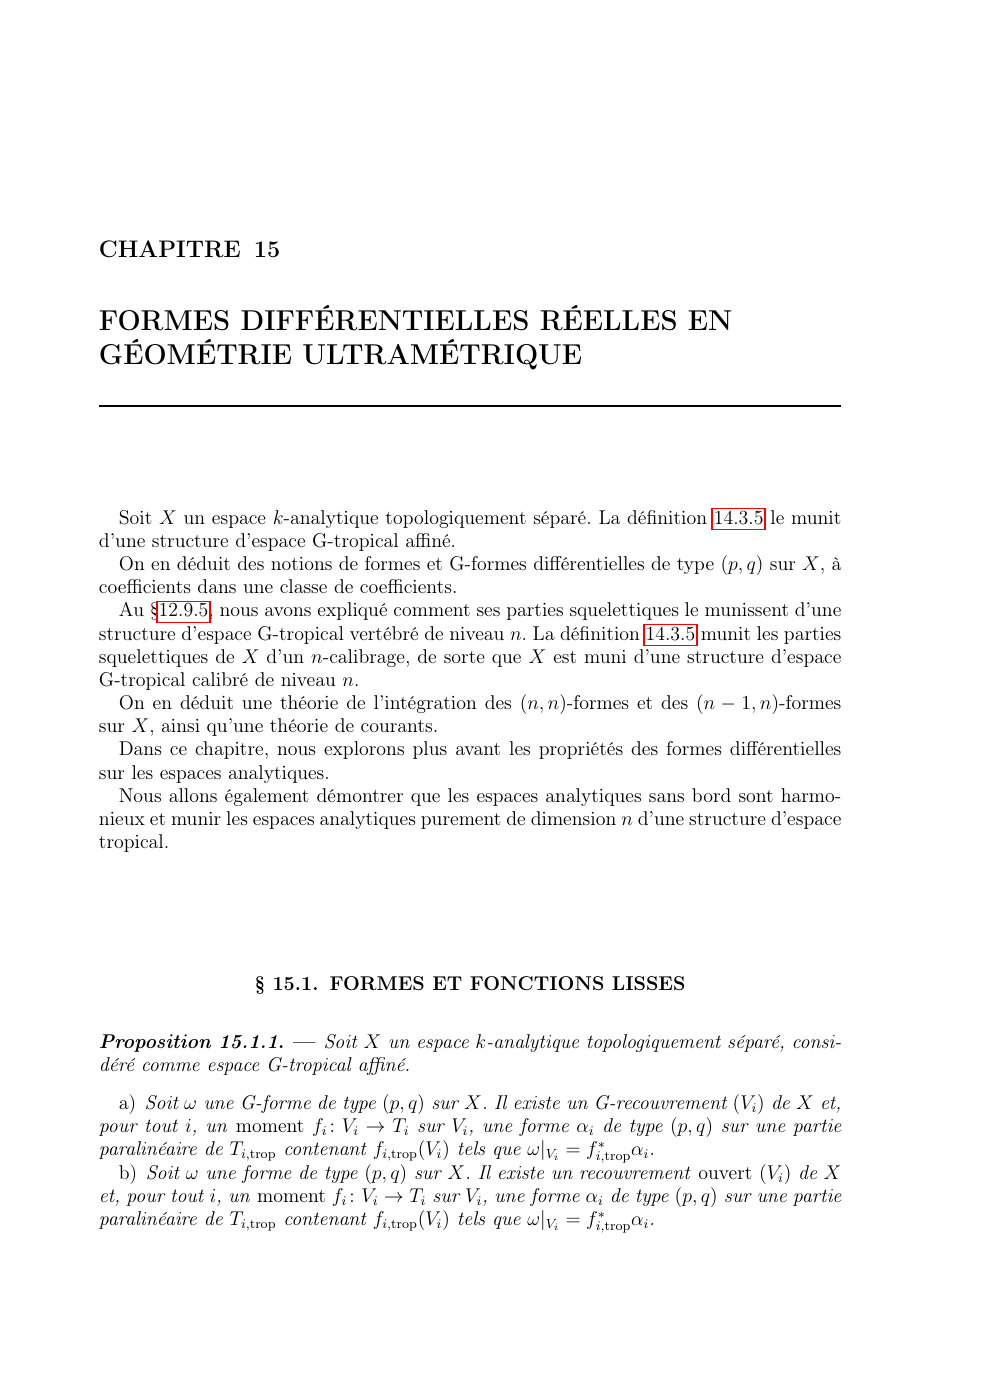 CHAPITRE 15
FORMES DIFFÉRENTIELLES RÉELLES EN
GÉOMÉTRIE ULTRAMÉTRIQUE
Soit X un espace k-analytique topologiquement séparé. La définition 14.3.5 le munit
d'une structure d'espace G-tropical affiné.
On en déduit des notions de formes et G-formes différentielles de type (p, q) sur X, à
coefficients dans une classe de coefficients.
Au §12.9.5, nous avons expliqué comment ses parties squelettiques le munissent d'une
structure d'espace G-tropical vertébré de niveau n. La définition 14.3.5 munit les parties
squelettiques de X d'un n-calibrage, de sorte que X est muni d'une structure d'espace
G-tropical calibré de niveau n.
On en déduit une théorie de l'intégration des (n, n)-formes et des (n − 1, n)-formes
sur X, ainsi qu'une théorie de courants.
Dans ce chapitre, nous explorons plus avant les propriétés des formes différentielles
sur les espaces analytiques.
Nous allons également démontrer que les espaces analytiques sans bord sont harmo-
nieux et munir les espaces analytiques purement de dimension n d'une structure d'espace
tropical.
§ 15.1. FORMES ET FONCTIONS LISSES
Proposition 15.1.1. — Soit X un espace k-analytique topologiquement séparé, consi-
déré comme espace G-tropical affiné.
a) Soit ω une G-forme de type (p, q) sur X. Il existe un G-recouvrement (V_i) de X et,
pour tout i, un moment f_i : V_i → T_i sur V_i, une forme α_i de type (p, q) sur une partie
paralinéaire de T_{i,trop} contenant f_{i,trop}(V_i) tels que ω|_{V_i} = f*_{i,trop}α_i.
b) Soit ω une forme de type (p, q) sur X. Il existe un recouvrement ouvert (V_i) de X
et, pour tout i, un moment f_i : V_i → T_i sur V_i, une forme α_i de type (p, q) sur une partie
paralinéaire de T_{i,trop} contenant f_{i,trop}(V_i) tels que ω|_{V_i} = f*_{i,trop}α_i.